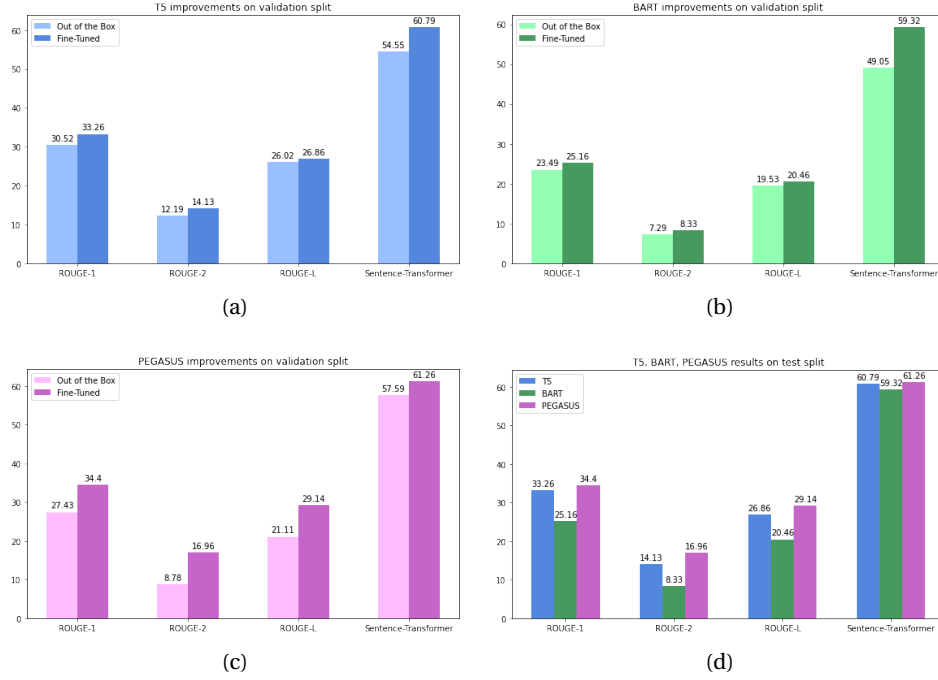 T5 improvements on validation split
Out of the Box
Fine-Tuned
60
50
40
30
20
10
0
30.52
33.26
12.19
14.13
26.02
26.86
54.55
60.79
ROUGE-1
ROUGE-2
ROUGE-L
Sentence-Transformer
(a)
BART improvements on validation split
Out of the Box
Fine-Tuned
60
50
40
30
20
10
0
23.49
25.16
7.29
8.33
19.53
20.46
49.05
59.32
ROUGE-1
ROUGE-2
ROUGE-L
Sentence-Transformer
(b)
PEGASUS improvements on validation split
Out of the Box
Fine-Tuned
60
50
40
30
20
10
0
27.43
34.4
8.78
16.96
21.11
29.14
57.59
61.26
ROUGE-1
ROUGE-2
ROUGE-L
Sentence-Transformer
(c)
T5, BART, PEGASUS results on test split
T5
BART
PEGASUS
60
50
40
30
20
10
0
33.26
25.16
34.4
14.13
8.33
16.96
26.86
20.46
29.14
60.79
59.32
61.26
ROUGE-1
ROUGE-2
ROUGE-L
Sentence-Transformer
(d)